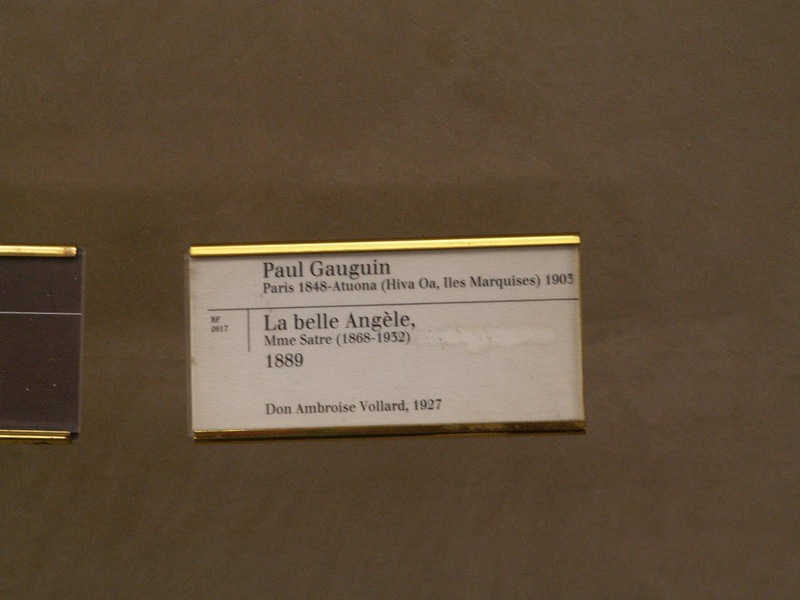 Paul Gauguin
Paris 1848-Atuona (Hiva Oa, Iles Marquises) 1903
RF
2617
La belle Angèle,
Mme Satre (1868-1932)
1889
Don Ambroise Vollard, 1927